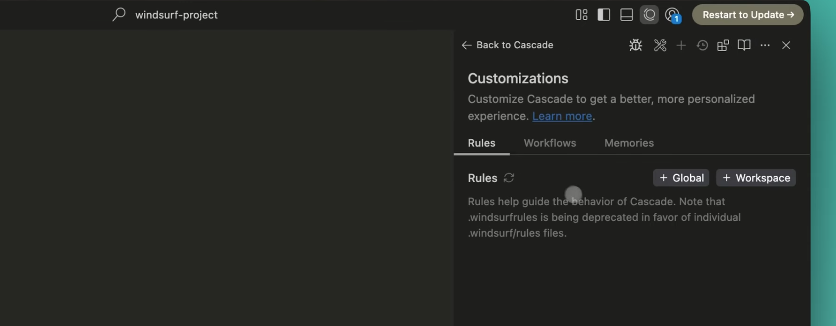 windsurf-project
1
Restart to Update →
← Back to Cascade
Customizations
Customize Cascade to get a better, more personalized
experience. Learn more.
Rules Workflows Memories
Rules + Global + Workspace
Rules help guide the behavior of Cascade. Note that
.windsurfrules is being deprecated in favor of individual
.windsurf/rules files.